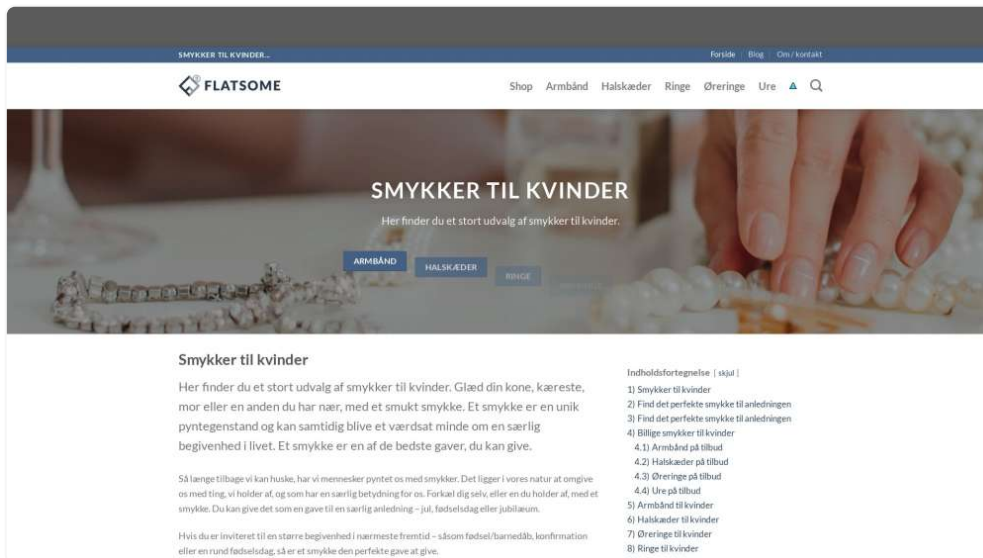 SMYKKER TIL KVINDER...
Forside
Blog
Om / kontakt
FLATSOME
Shop
Armbånd
Halskæder
Ringe
Øreringe
Ure
SMYKKER TIL KVINDER
Her finder du et stort udvalg af smykker til kvinder.
ARMBÅND
HALSKÆDER
RINGE
Smykker til kvinder
Her finder du et stort udvalg af smykker til kvinder. Glæd din kone, kæreste,
mor eller en anden du har nær, med et smukt smykke. Et smykke er en unik
pyntegenstand og kan samtidig blive et værdsat minde om en særlig
begivenhed i livet. Et smykke er en af de bedste gaver, du kan give.
Så længe tilbage vi kan huske, har vi mennesker pyntet os med smykker. Det ligger i vores natur at omgive
os med ting, vi holder af, og som har en særlig betydning for os. Forkæl dig selv, eller en du holder af, med et
smykke. Du kan give det som en gave til en særlig anledning – jul, fødselsdag eller jubilæum.
Hvis du er inviteret til en større begivenhed i nærmeste fremtid – såsom fødsel/barnedåb, konfirmation
eller en rund fødselsdag, så er et smykke den perfekte gave at give.
Indholdsfortegnelse [ skjul ]
1) Smykker til kvinder
2) Find det perfekte smykke til anledningen
3) Find det perfekte smykke til anledningen
4) Billige smykker til kvinder
4.1) Armbånd på tilbud
4.2) Halskæder på tilbud
4.3) Øreringe på tilbud
4.4) Ure på tilbud
5) Armbånd til kvinder
6) Halskæder til kvinder
7) Øreringe til kvinder
8) Ringe til kvinder